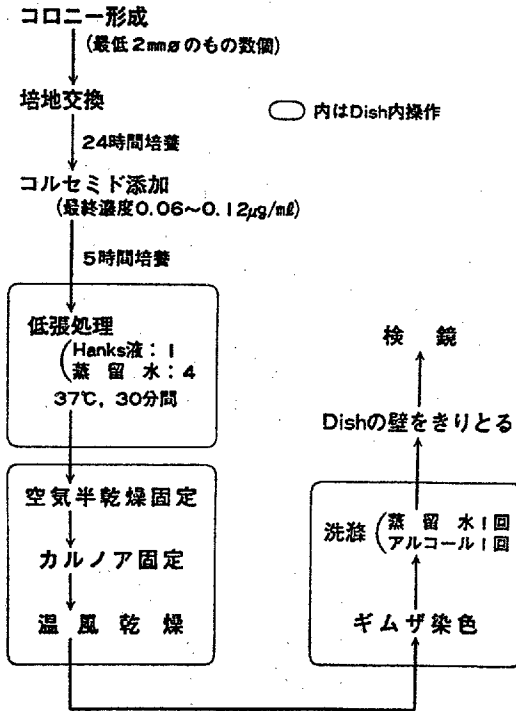 コロニー形成
(最低2mmøのもの数個)
培地交換
内はDish内操作
24時間培養
コルセミド添加
(最終濃度0.06〜0.12μg/ml)
5時間培養
低張処理
(Hanks液:1
蒸留水:4
37℃,30分間
空気半乾燥固定
カルノア固定
温風乾燥
ギムザ染色
洗滌(蒸留水1回
アルコール1回
Dishの壁をきりとる
検鏡